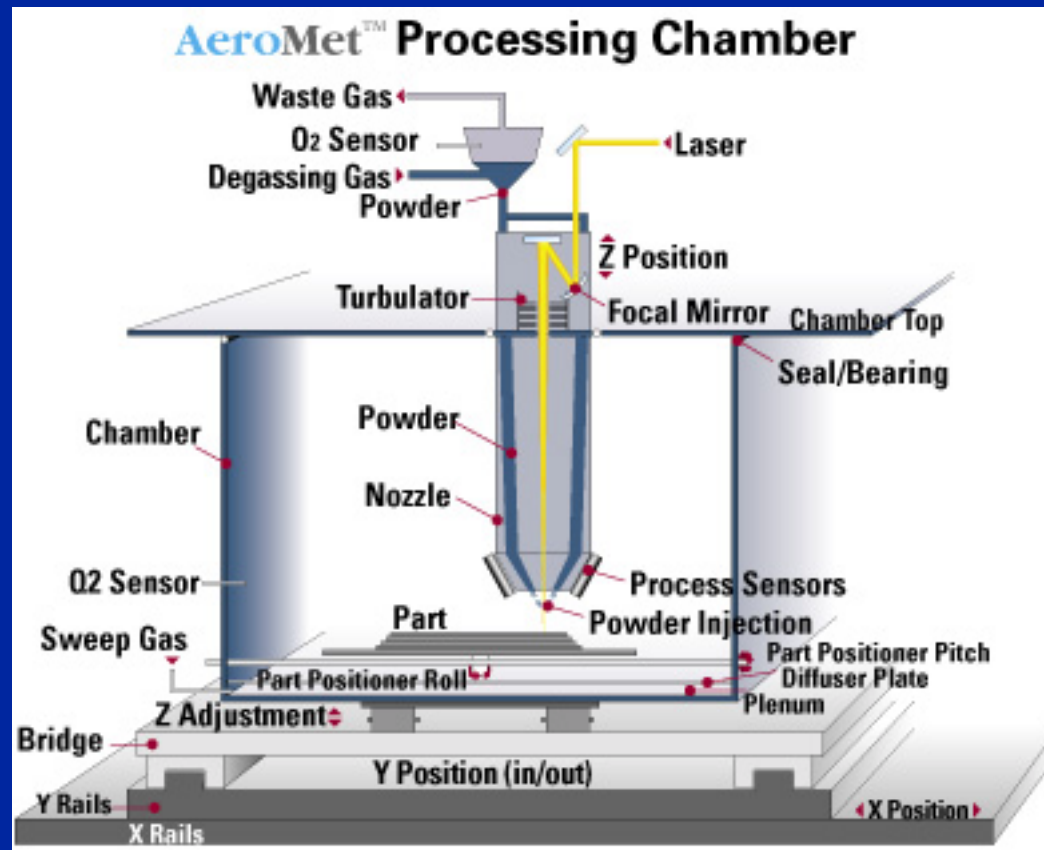 AeroMet™ Processing Chamber
Waste Gas
O2 Sensor
Laser
Degassing Gas
Powder
Z Position
Turbulator
Focal Mirror
Chamber Top
Seal/Bearing
Powder
Chamber
Nozzle
Q2 Sensor
Process Sensors
Part
Powder Injection
Sweep Gas
Part Positioner Pitch
Part Positioner Roll
Diffuser Plate
Plenum
Z Adjustment
Bridge
Y Position (in/out)
Y Rails
X Position
X Rails